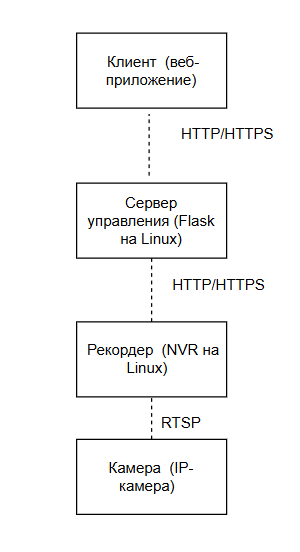 Клиент (веб-
приложение)
HTTP/HTTPS
Сервер
управления (Flask
на Linux)
HTTP/HTTPS
Рекордер (NVR на
Linux)
RTSP
Камера (IP-
камера)